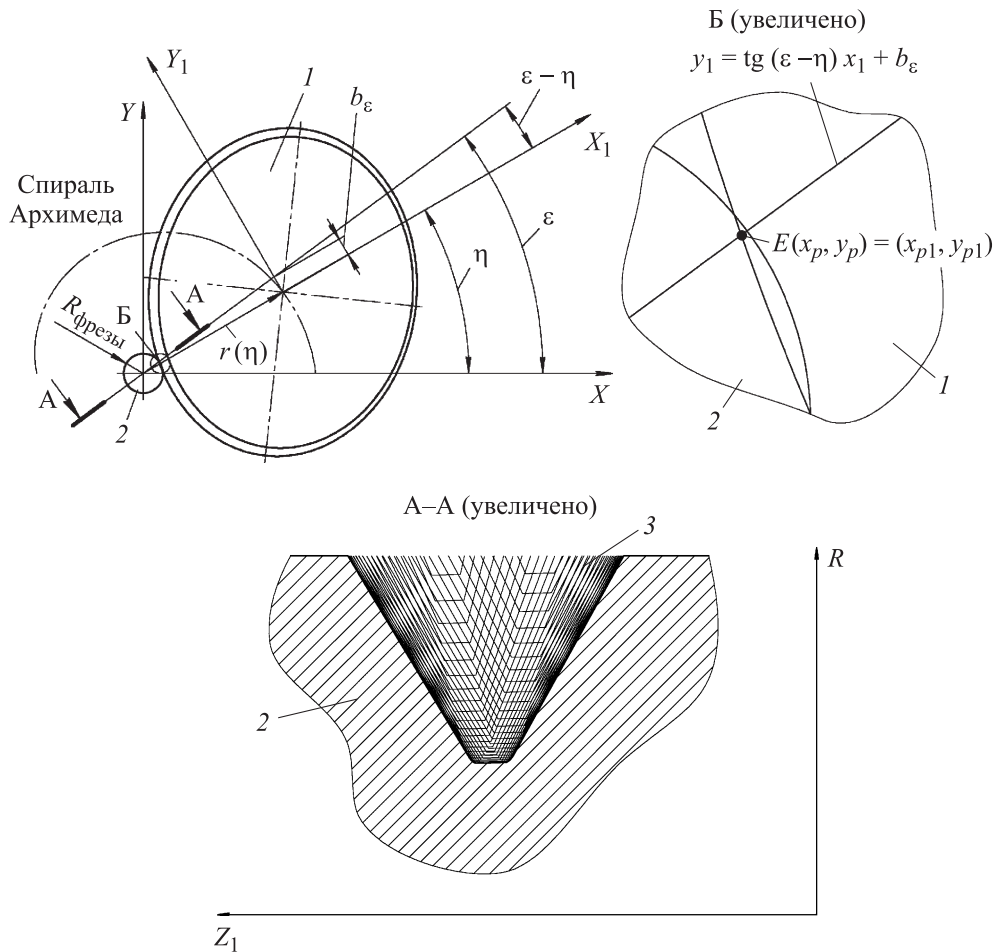 Б (увеличено)
y₁ = tg (ε –η) x₁ + b_ε
Y₁
1
b_ε
ε – η
Y
X₁
Спираль
Архимеда
ε
η
E(x_p, y_p) = (x_p1, y_p1)
А
Б
R_фрезы
r (η)
А
2
X
2
1
А–А (увеличено)
3
R
2
Z₁